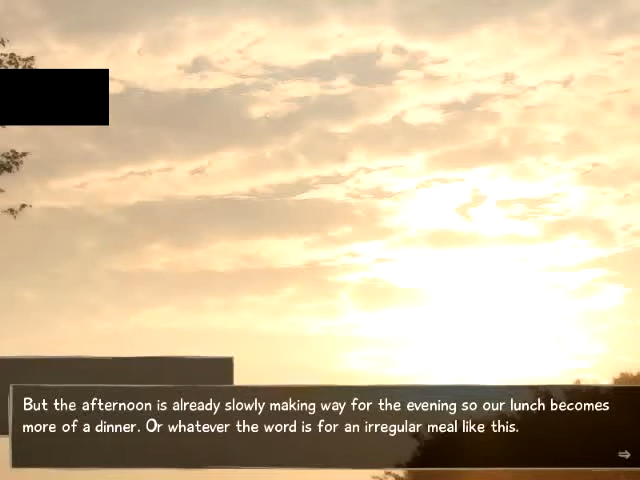 But the afternoon is already slowly making way for the evening so our lunch becomes
more of a dinner. Or whatever the word is for an irregular meal like this.